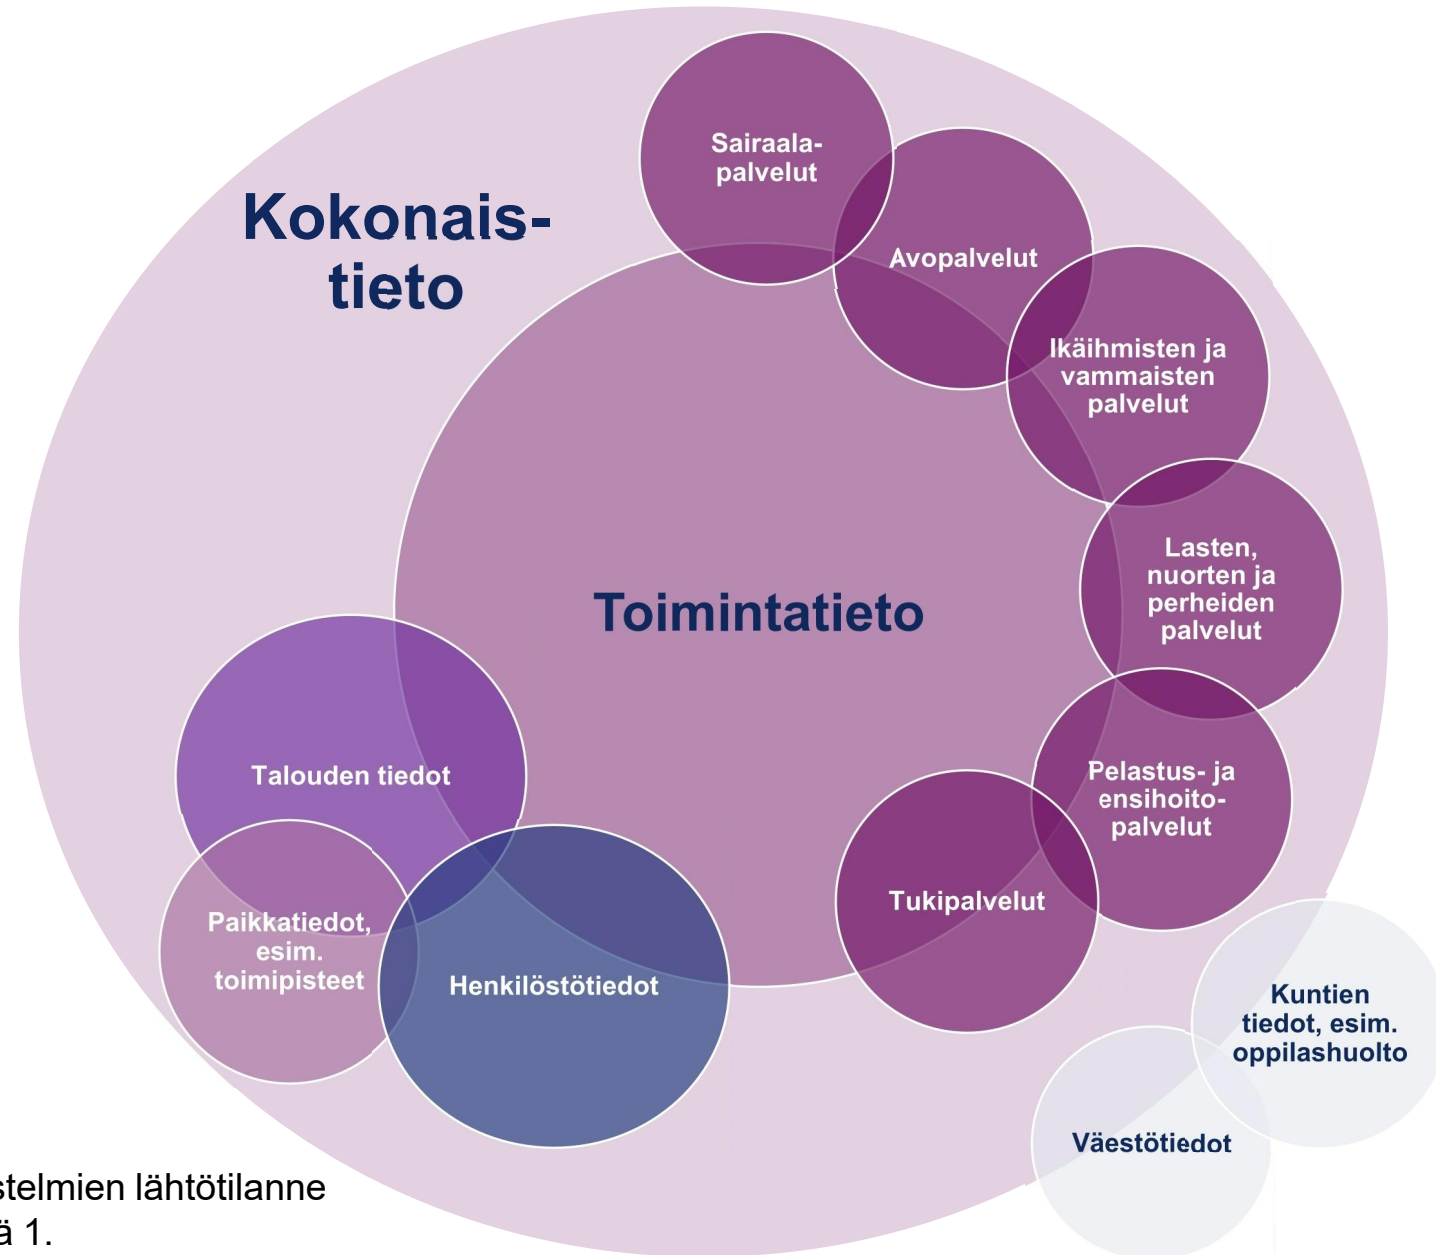 Sairaala-
palvelut
Avopalvelut
Kokonais-
tieto
Ikäihmisten ja
vammaisten
palvelut
Lasten,
nuorten ja
perheiden
palvelut
Toimintatieto
Talouden tiedot
Pelastus- ja
ensihoito-
palvelut
Tukipalvelut
Paikkatiedot,
esim.
toimipisteet
Henkilöstötiedot
Kuntien
tiedot, esim.
oppilashuolto
Väestötiedot
stelmien lähtötilanne
ä 1.